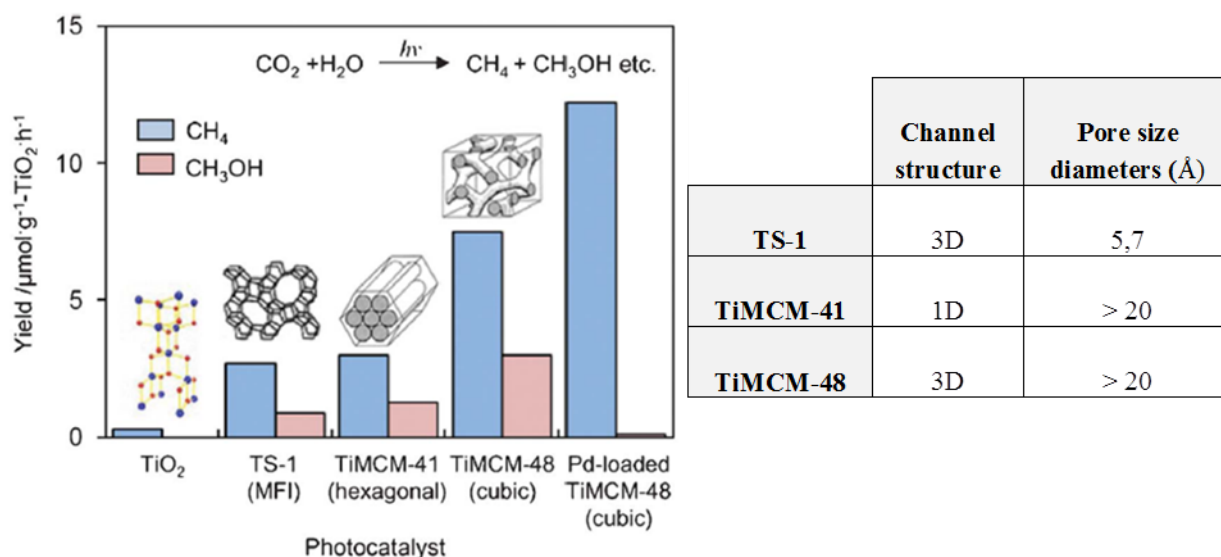 15
10
5
0
Yield /µmol·g⁻¹-TiO₂·h⁻¹
CO₂ +H₂O hν → CH₄ + CH₃OH etc.
CH₄
CH₃OH
TiO₂
TS-1
(MFI)
TiMCM-41
(hexagonal)
TiMCM-48
(cubic)
Pd-loaded
TiMCM-48
(cubic)
Photocatalyst
Channel structure
Pore size diameters (Å)
TS-1 3D 5,7
TiMCM-41 1D > 20
TiMCM-48 3D > 20